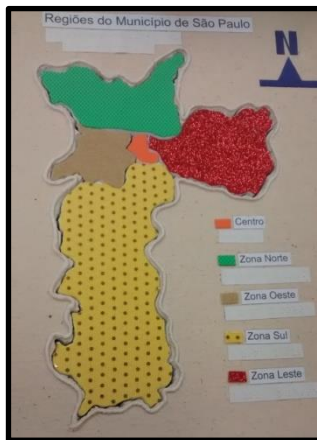 Regiões do Município de São Paulo
N
Centro
Zona Norte
Zona Oeste
Zona Sul
Zona Leste